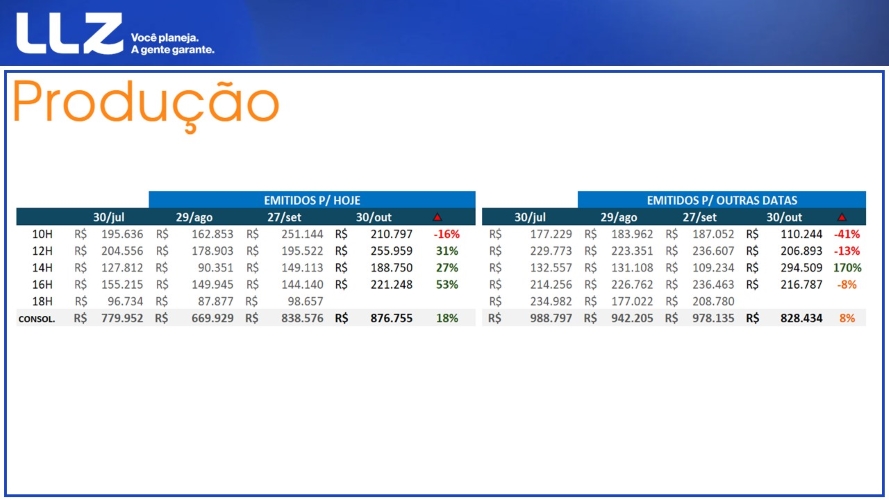 LLZ Você planeja.
A gente garante.
Produção
EMITIDOS P/ HOJE EMITIDOS P/ OUTRAS DATAS
30/jul 29/ago 27/set 30/out 30/jul 29/ago 27/set 30/out
10H R$ 195.636 R$ 162.853 R$ 251.144 R$ 210.797 -16% R$ 177.229 R$ 183.962 R$ 187.052 R$ 110.244 -41%
12H R$ 204.556 R$ 178.903 R$ 195.522 R$ 255.959 31% R$ 229.773 R$ 223.351 R$ 236.607 R$ 206.893 -13%
14H R$ 127.812 R$ 90.351 R$ 149.113 R$ 188.750 27% R$ 132.557 R$ 131.108 R$ 109.234 R$ 294.509 170%
16H R$ 155.215 R$ 149.945 R$ 144.140 R$ 221.248 53% R$ 214.256 R$ 226.762 R$ 236.463 R$ 216.787 -8%
18H R$ 96.734 R$ 87.877 R$ 98.657 R$ 234.982 R$ 177.022 R$ 208.780
CONSOL. R$ 779.952 R$ 669.929 R$ 838.576 R$ 876.755 18% R$ 988.797 R$ 942.205 R$ 978.135 R$ 828.434 8%